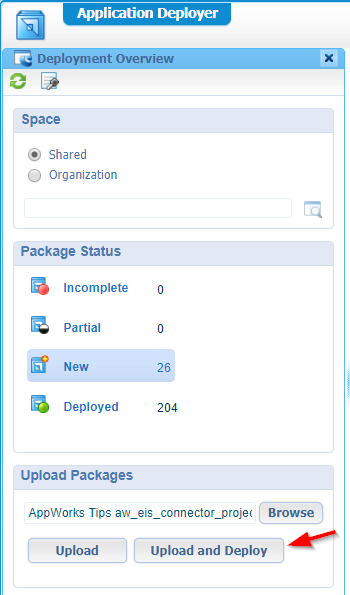 Application Deployer
Deployment Overview
Space
Shared
Organization
Package Status
Incomplete 0
Partial 0
New 26
Deployed 204
Upload Packages
AppWorks Tips aw_eis_connector_projec Browse
Upload Upload and Deploy